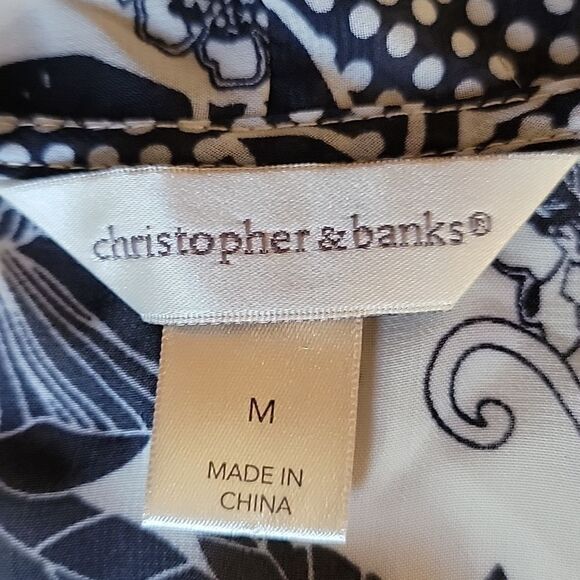 christopher & banks®
M
MADE IN
CHINA